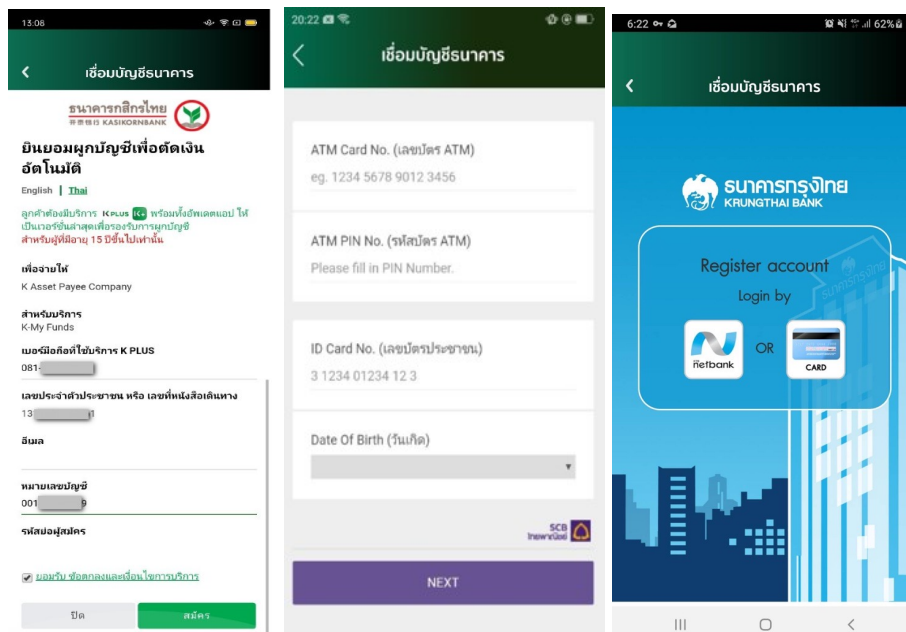 13:08
เชื่อมบัญชีธนาคาร
ธนาคารกสิกรไทย
开泰银行 KASIKORNBANK
ยินยอมผูกบัญชีเพื่อตัดเงิน
อัตโนมัติ
English | Thai
ลูกค้าต้องมีบริการ K PLUS K+ พร้อมทั้งอัพเดตแอป ให้
เป็นเวอร์ชั่นล่าสุดเพื่อรองรับการผูกบัญชี
สำหรับผู้ที่มีอายุ 15 ปีขึ้นไปเท่านั้น
เพื่อจ่ายให้
K Asset Payee Company
สำหรับบริการ
K-My Funds
เบอร์มือถือที่ใช้บริการ K PLUS
081-
เลขประจำตัวประชาชน หรือ เลขที่หนังสือเดินทาง
13 1
อีเมล
หมายเลขบัญชี
001 9
รหัสย่อผู้สมัคร
ยอมรับ ข้อตกลงและเงื่อนไขการบริการ
ปิด
สมัคร
20:22
เชื่อมบัญชีธนาคาร
ATM Card No. (เลขบัตร ATM)
eg. 1234 5678 9012 3456
ATM PIN No. (รหัสบัตร ATM)
Please fill in PIN Number.
ID Card No. (เลขบัตรประชาชน)
3 1234 01234 12 3
Date Of Birth (วันเกิด)
SCB
ไทยพาณิชย์
NEXT
6:22
62%
เชื่อมบัญชีธนาคาร
ธนาคารกรุงไทย
KRUNGTHAI BANK
Register account
Login by
ธนาคารกรุงไทย
netbank
OR
CARD